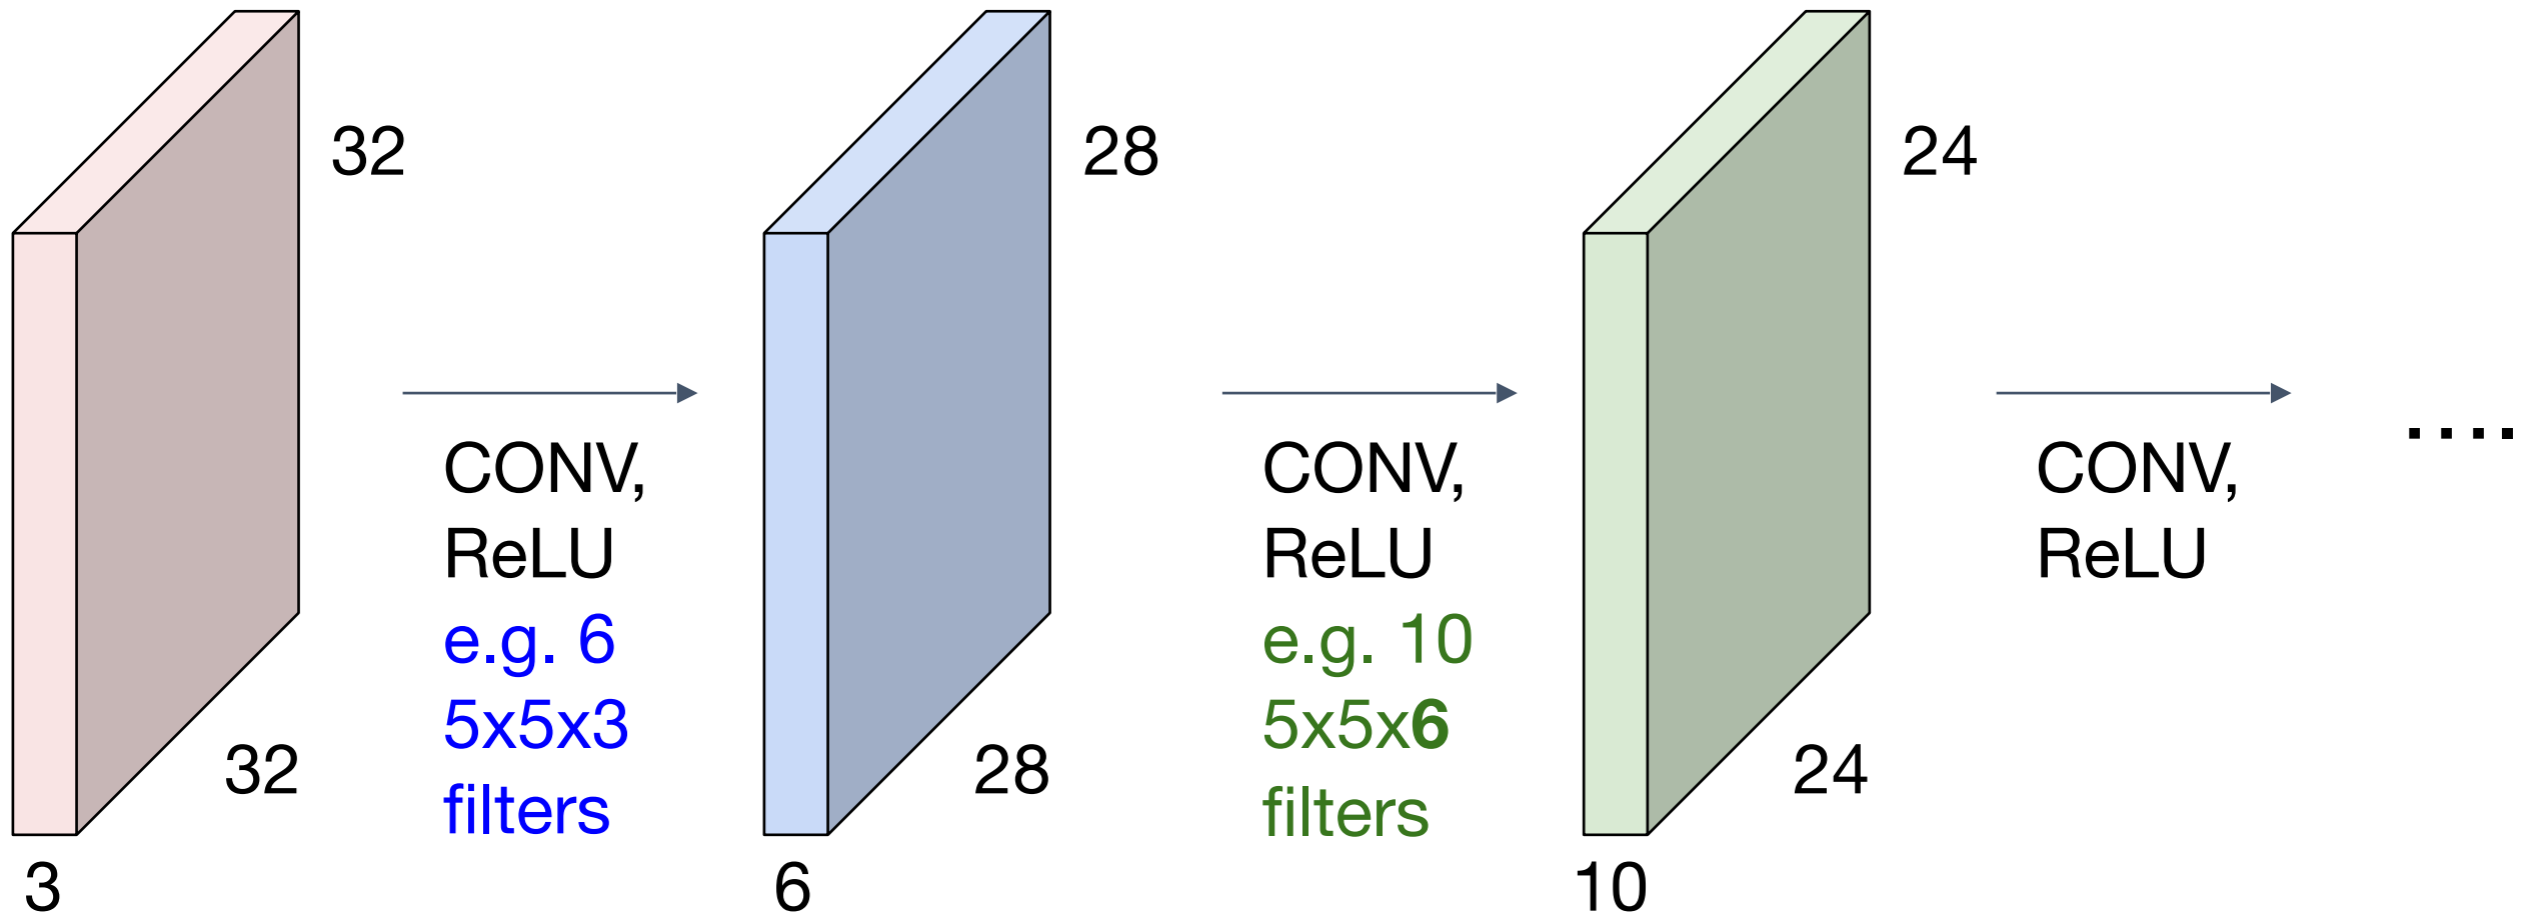 32
32
3
CONV,
ReLU
e.g. 6
5x5x3
filters
28
28
6
CONV,
ReLU
e.g. 10
5x5x6
filters
24
24
10
CONV,
ReLU
....